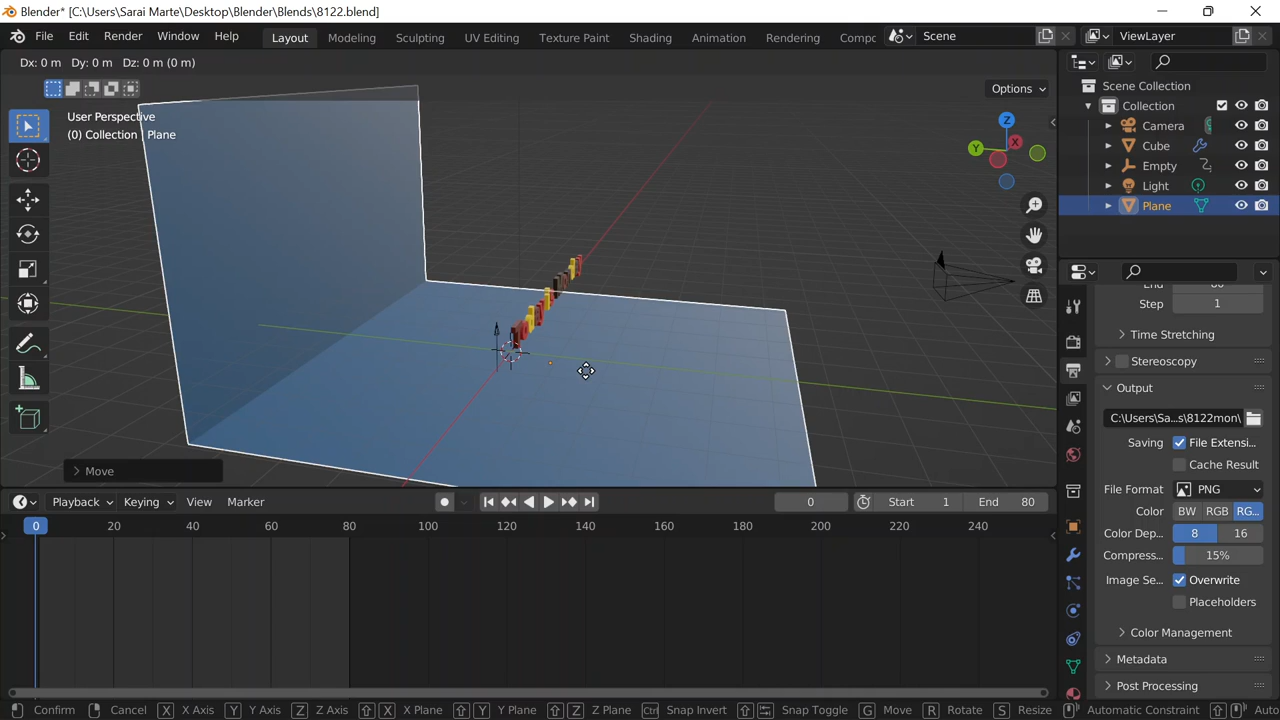 Blender* [C:\Users\Sarai Marte\Desktop\Blender\Blends\8122.blend]
File Edit Render Window Help Layout Modeling Sculpting UV Editing Texture Paint Shading Animation Rendering Compc Scene ViewLayer
Dx: 0 m Dy: 0 m Dz: 0 m (0 m)
Options
User Perspective
(0) Collection | Plane
Z
Y
X
Move
Scene Collection
Collection
Camera
Cube
Empty
Light
Plane
End 80
Step 1
Time Stretching
Stereoscopy
Output
C:\Users\Sa...s\8122mon\
Saving File Extensi...
Cache Result
File Format PNG
Color BW RGB RG...
Color Dep... 8 16
Compress... 15%
Image Se... Overwrite
Placeholders
Color Management
Metadata
Post Processing
Playback Keying View Marker 0 Start 1 End 80
0 20 40 60 80 100 120 140 160 180 200 220 240
Confirm Cancel X X Axis Y Y Axis Z Z Axis X X Plane Y Y Plane Z Z Plane Ctrl Snap Invert Snap Toggle G Move R Rotate S Resize Automatic Constraint Auto